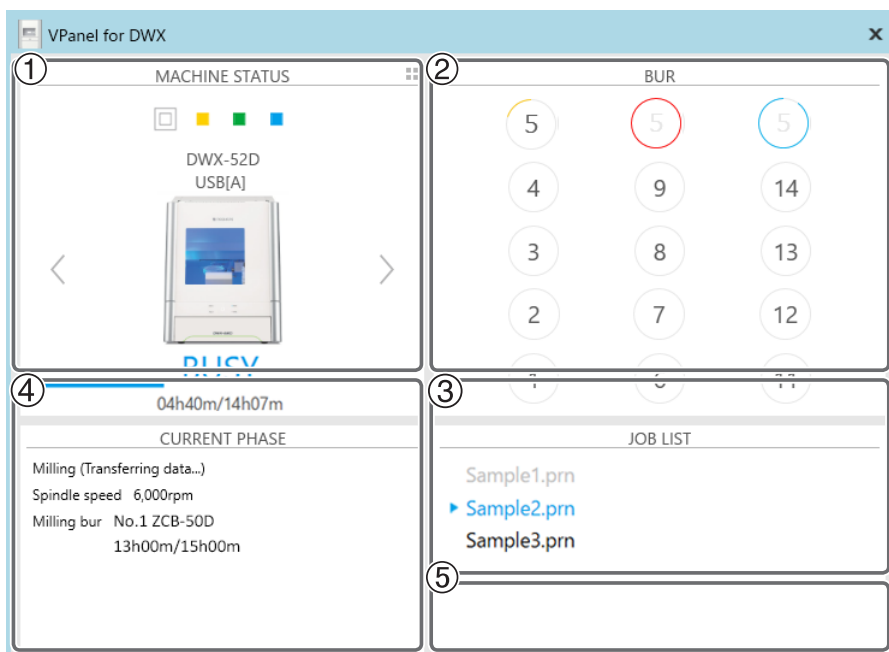 VPanel for DWX
x
①
MACHINE STATUS
DWX-52D
USB[A]
BUSY
②
BUR
5 5 5
4 9 14
3 8 13
2 7 12
④
04h40m/14h07m
CURRENT PHASE
Milling (Transferring data...)
Spindle speed 6,000rpm
Milling bur No.1 ZCB-50D
13h00m/15h00m
③
JOB LIST
Sample1.prn
Sample2.prn
Sample3.prn
⑤